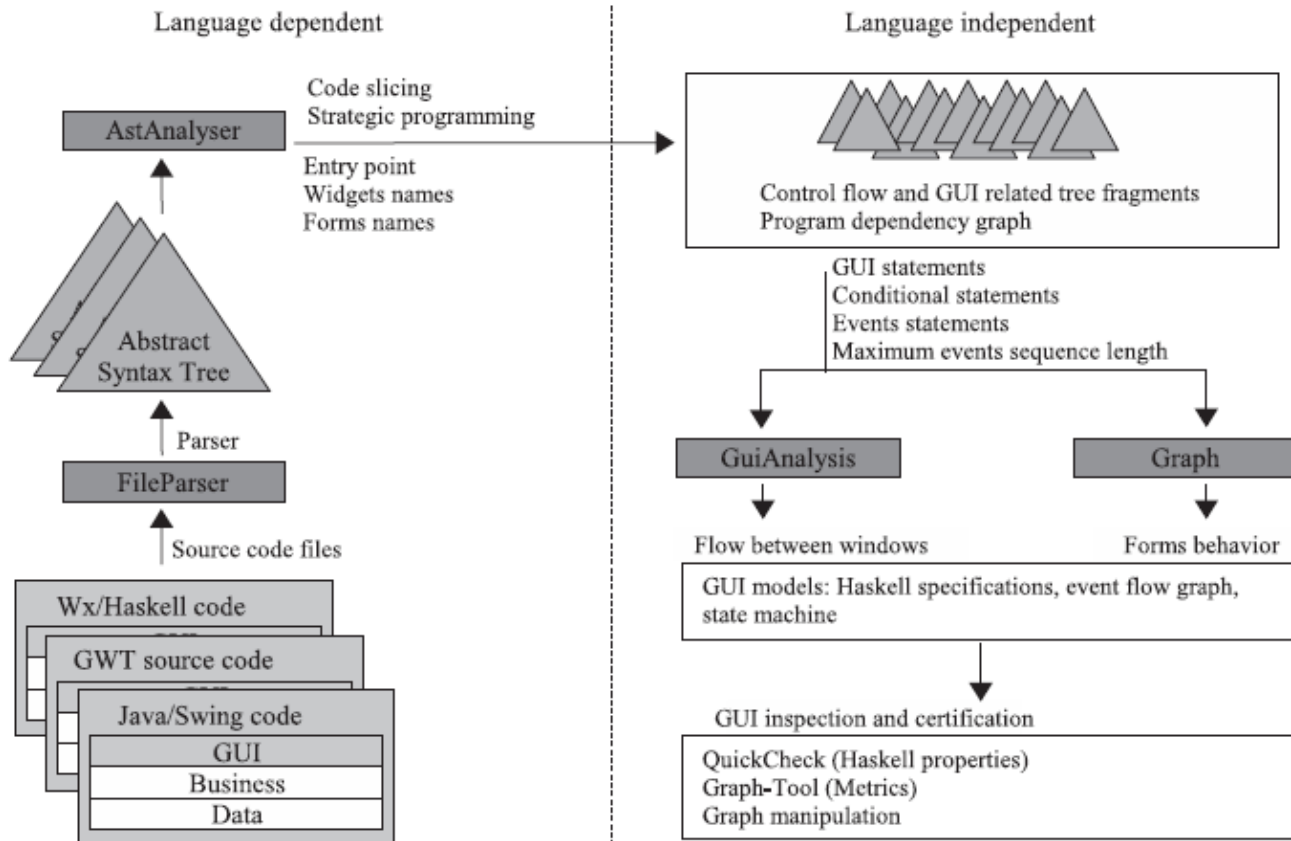 Language dependent
Language independent
Code slicing
Strategic programming
AstAnalyser
Entry point
Widgets names
Forms names
Control flow and GUI related tree fragments
Program dependency graph
GUI statements
Conditional statements
Events statements
Maximum events sequence length
Abstract
Syntax Tree
Parser
FileParser
Source code files
GuiAnalysis
Graph
Flow between windows
Forms behavior
Wx/Haskell code
GWT source code
Java/Swing code
GUI
Business
Data
GUI models: Haskell specifications, event flow graph,
state machine
GUI inspection and certification
QuickCheck (Haskell properties)
Graph-Tool (Metrics)
Graph manipulation